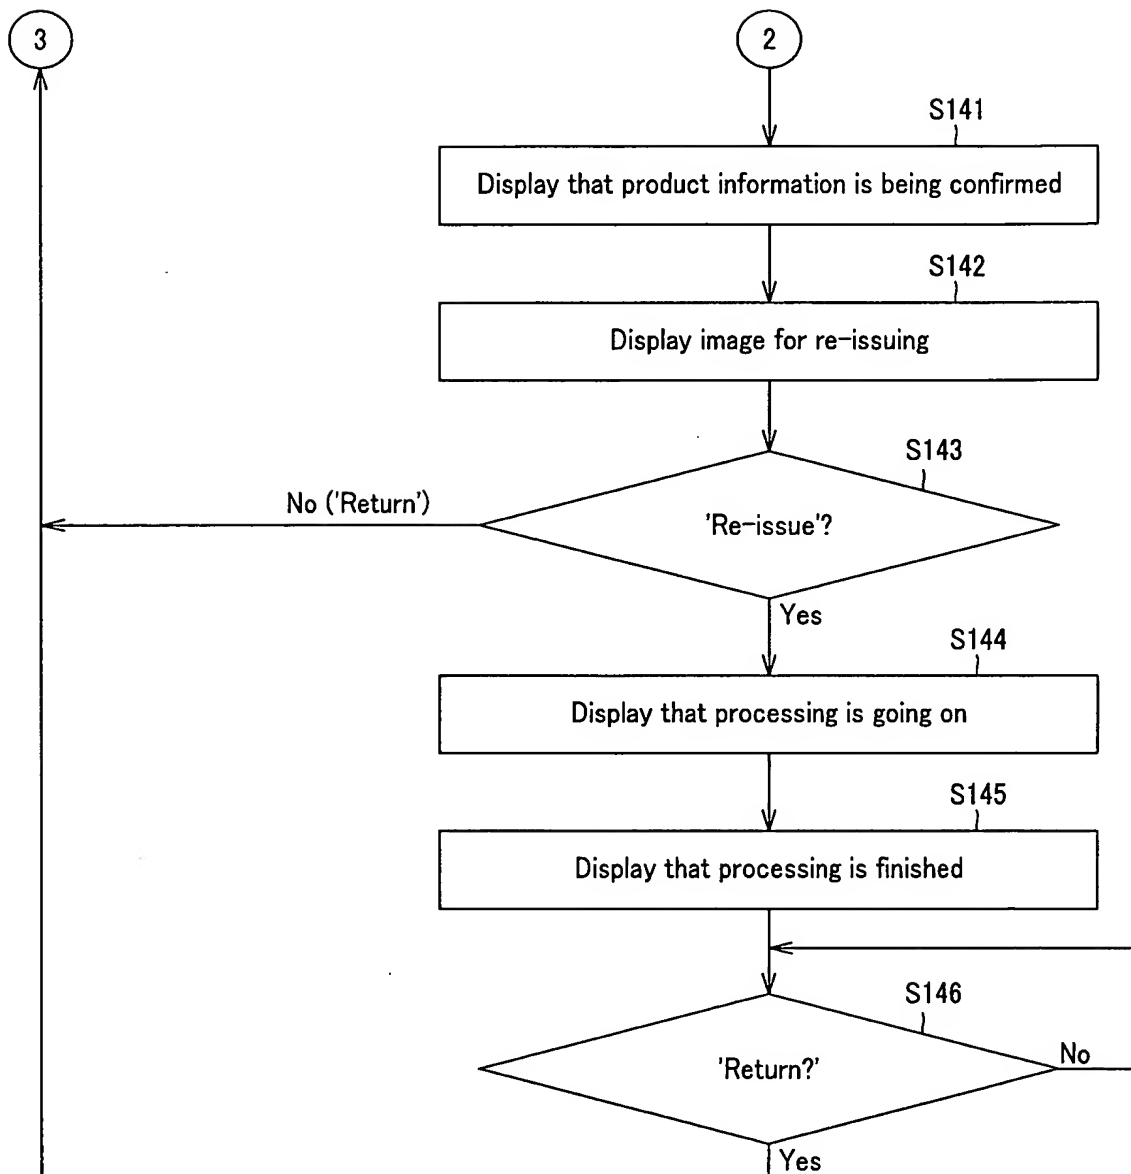 3
2
S141
Display that product information is being confirmed
S142
Display image for re-issuing
S143
No ('Return')
'Re-issue'?
Yes
S144
Display that processing is going on
S145
Display that processing is finished
S146
'Return?'
No
Yes